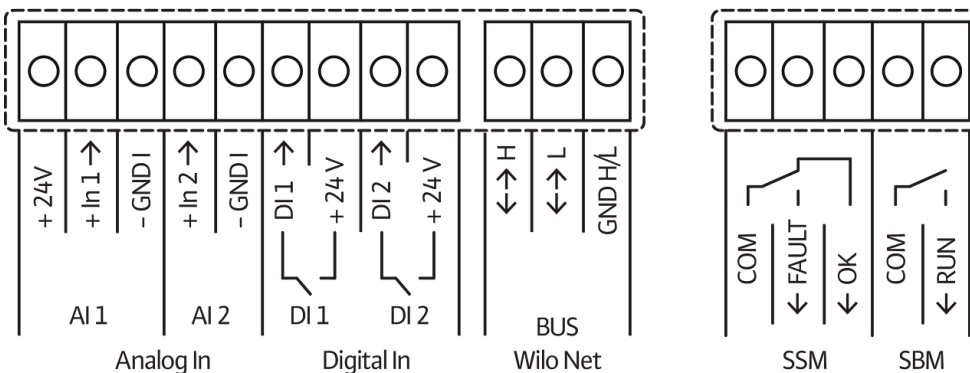 + 24V
+ In 1 →
- GND I
+ In 2 →
- GND I
DI 1 →
+ 24 V
DI 2 →
+ 24 V
H
L
GND H/L
COM
← FAULT
← OK
COM
← RUN
AI 1
AI 2
DI 1
DI 2
BUS
Analog In
Digital In
Wilo Net
SSM
SBM